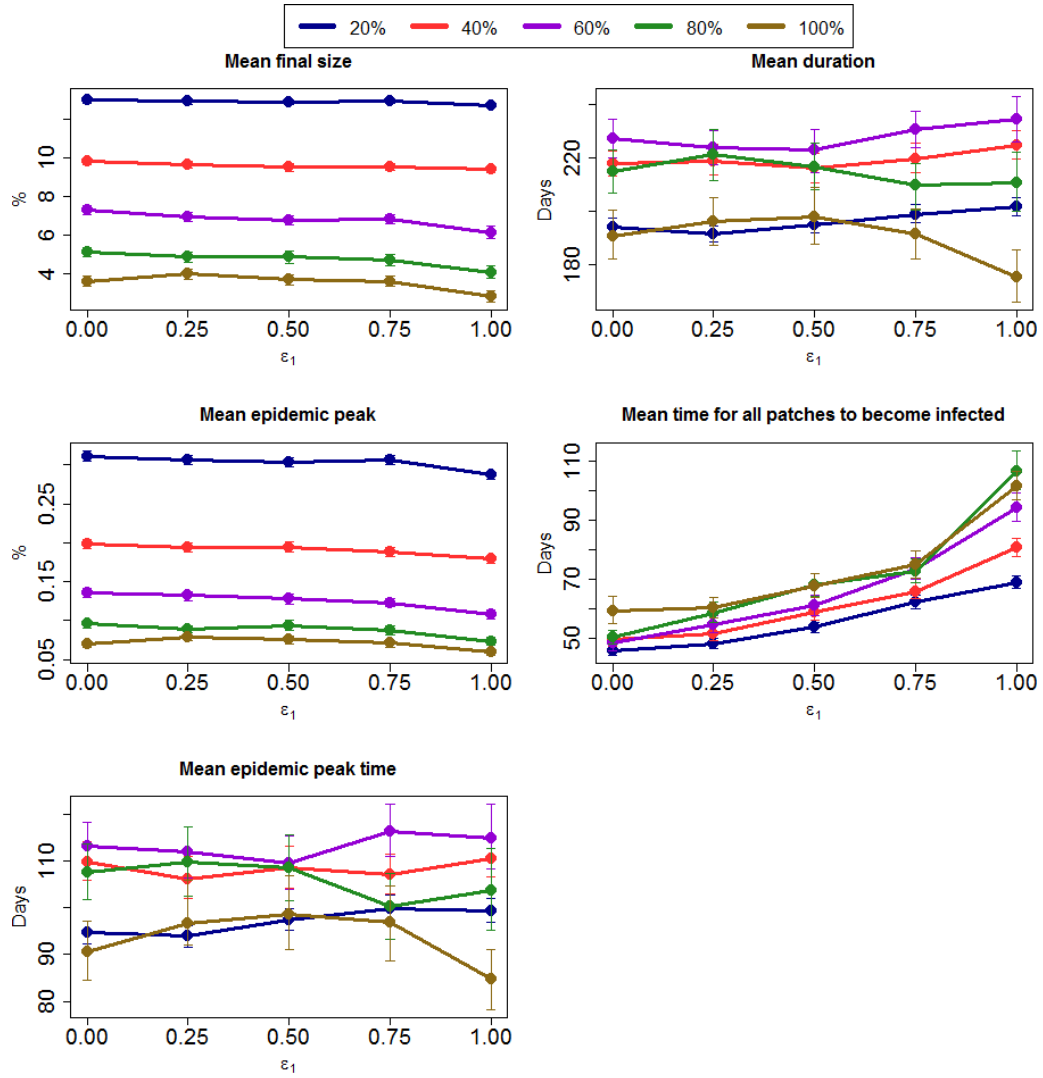 20% 40% 60% 80% 100%
Mean final size
%
10
8
6
4
0.00 0.25 0.50 0.75 1.00
ε1
Mean duration
Days
220
180
0.00 0.25 0.50 0.75 1.00
ε1
Mean epidemic peak
%
0.25
0.15
0.05
0.00 0.25 0.50 0.75 1.00
ε1
Mean time for all patches to become infected
Days
110
90
70
50
0.00 0.25 0.50 0.75 1.00
ε1
Mean epidemic peak time
Days
110
90
80
0.00 0.25 0.50 0.75 1.00
ε1